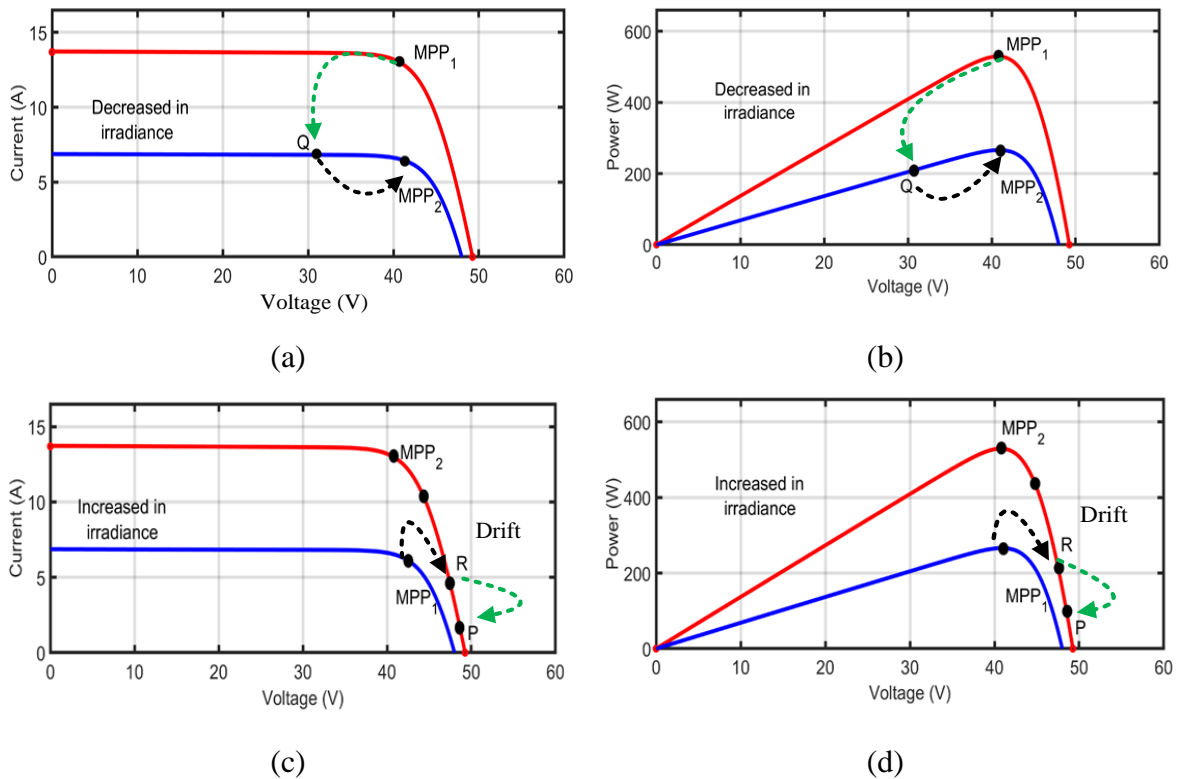 15
10
5
0
Current (A)
Decreased in
irradiance
MPP1
Q
MPP2
0 10 20 30 40 50 60
Voltage (V)
(a)
600
400
200
0
Power (W)
Decreased in
irradiance
MPP1
Q
MPP2
0 10 20 30 40 50 60
Voltage (V)
(b)
15
10
5
0
Current (A)
Increased in
irradiance
MPP2
Drift
R
MPP1
P
0 10 20 30 40 50 60
Voltage (V)
(c)
600
400
200
0
Power (W)
Increased in
irradiance
MPP2
Drift
R
MPP1
P
0 10 20 30 40 50 60
Voltage (V)
(d)